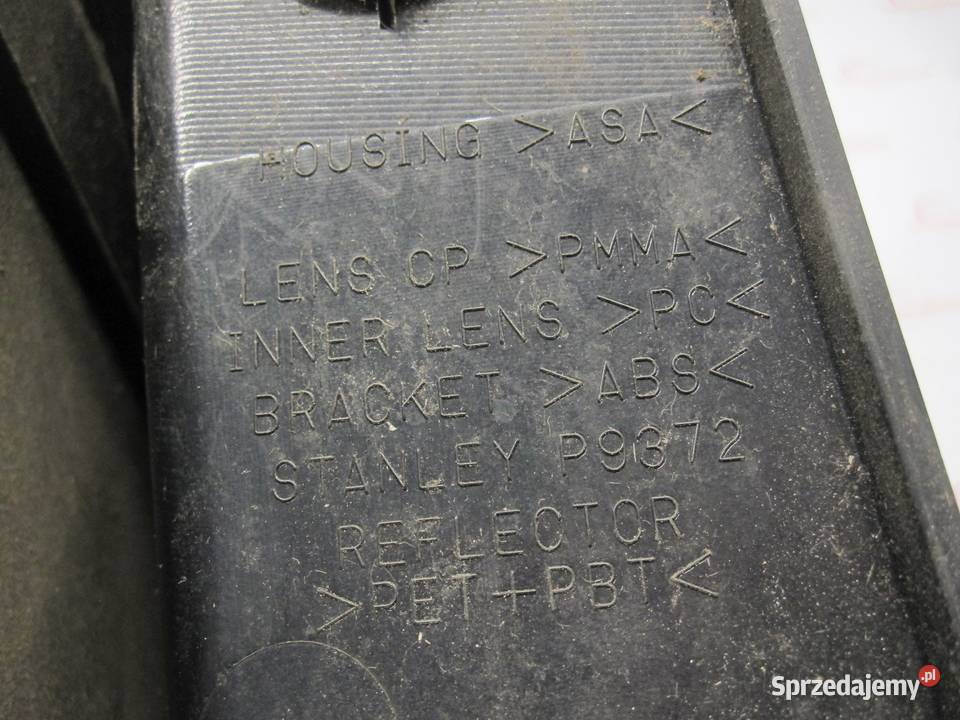 HOUSING >ASA<
LENS CP >PMMA<
INNER LENS >PC<
BRACKET >ABS<
STANLEY P9372
REFLECTOR
>PET+PBT<
Sprzedajemy.pl